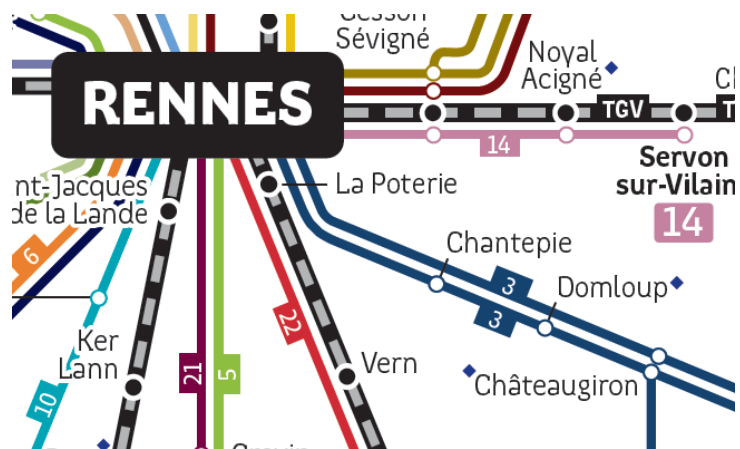 Cesson
Sévigné
Noyal
Acigné
RENNES
TGV
14
Servon
sur-Vilain
14
nt-Jacques
de la Lande
La Poterie
Chantepie
6
3
Domloup
3
22
Ker
Lann
Vern
21
5
Châteaugiron
10